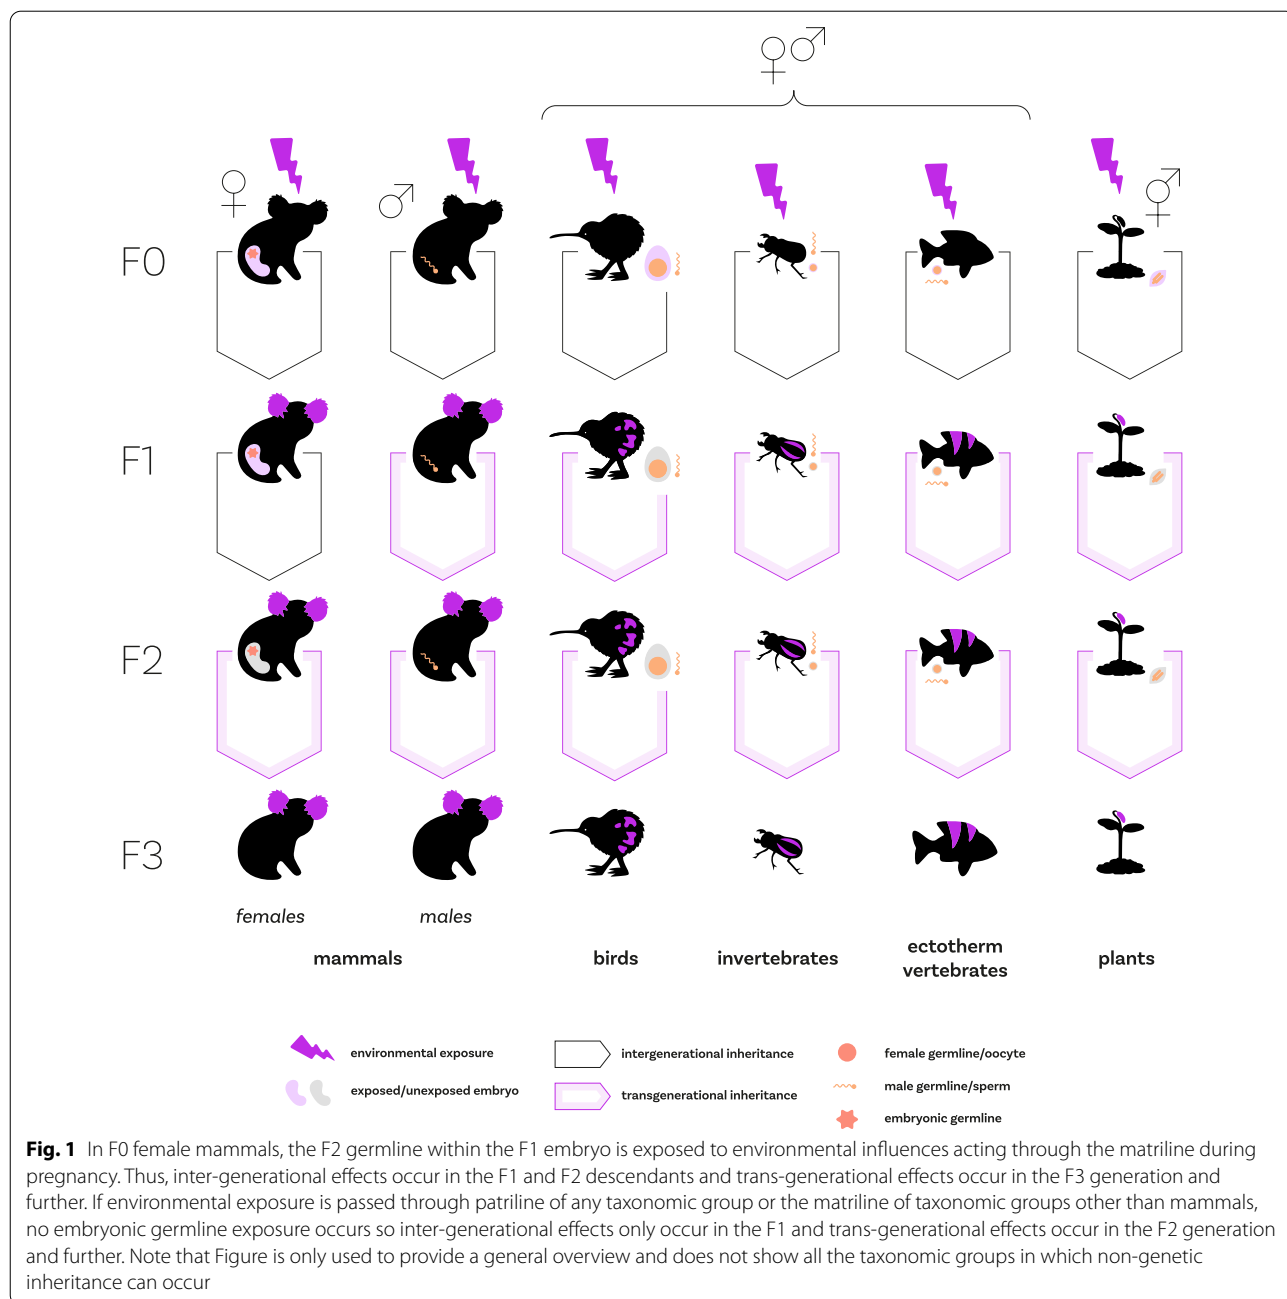 F0
F1
F2
F3
females
males
mammals
birds
invertebrates
ectotherm
vertebrates
plants
environmental exposure
exposed/unexposed embryo
intergenerational inheritance
transgenerational inheritance
female germline/oocyte
male germline/sperm
embryonic germline
Fig. 1 In F0 female mammals, the F2 germline within the F1 embryo is exposed to environmental influences acting through the matriline during
pregnancy. Thus, inter-generational effects occur in the F1 and F2 descendants and trans-generational effects occur in the F3 generation and
further. If environmental exposure is passed through patriline of any taxonomic group or the matriline of taxonomic groups other than mammals,
no embryonic germline exposure occurs so inter-generational effects only occur in the F1 and trans-generational effects occur in the F2 generation
and further. Note that Figure is only used to provide a general overview and does not show all the taxonomic groups in which non-genetic
inheritance can occur